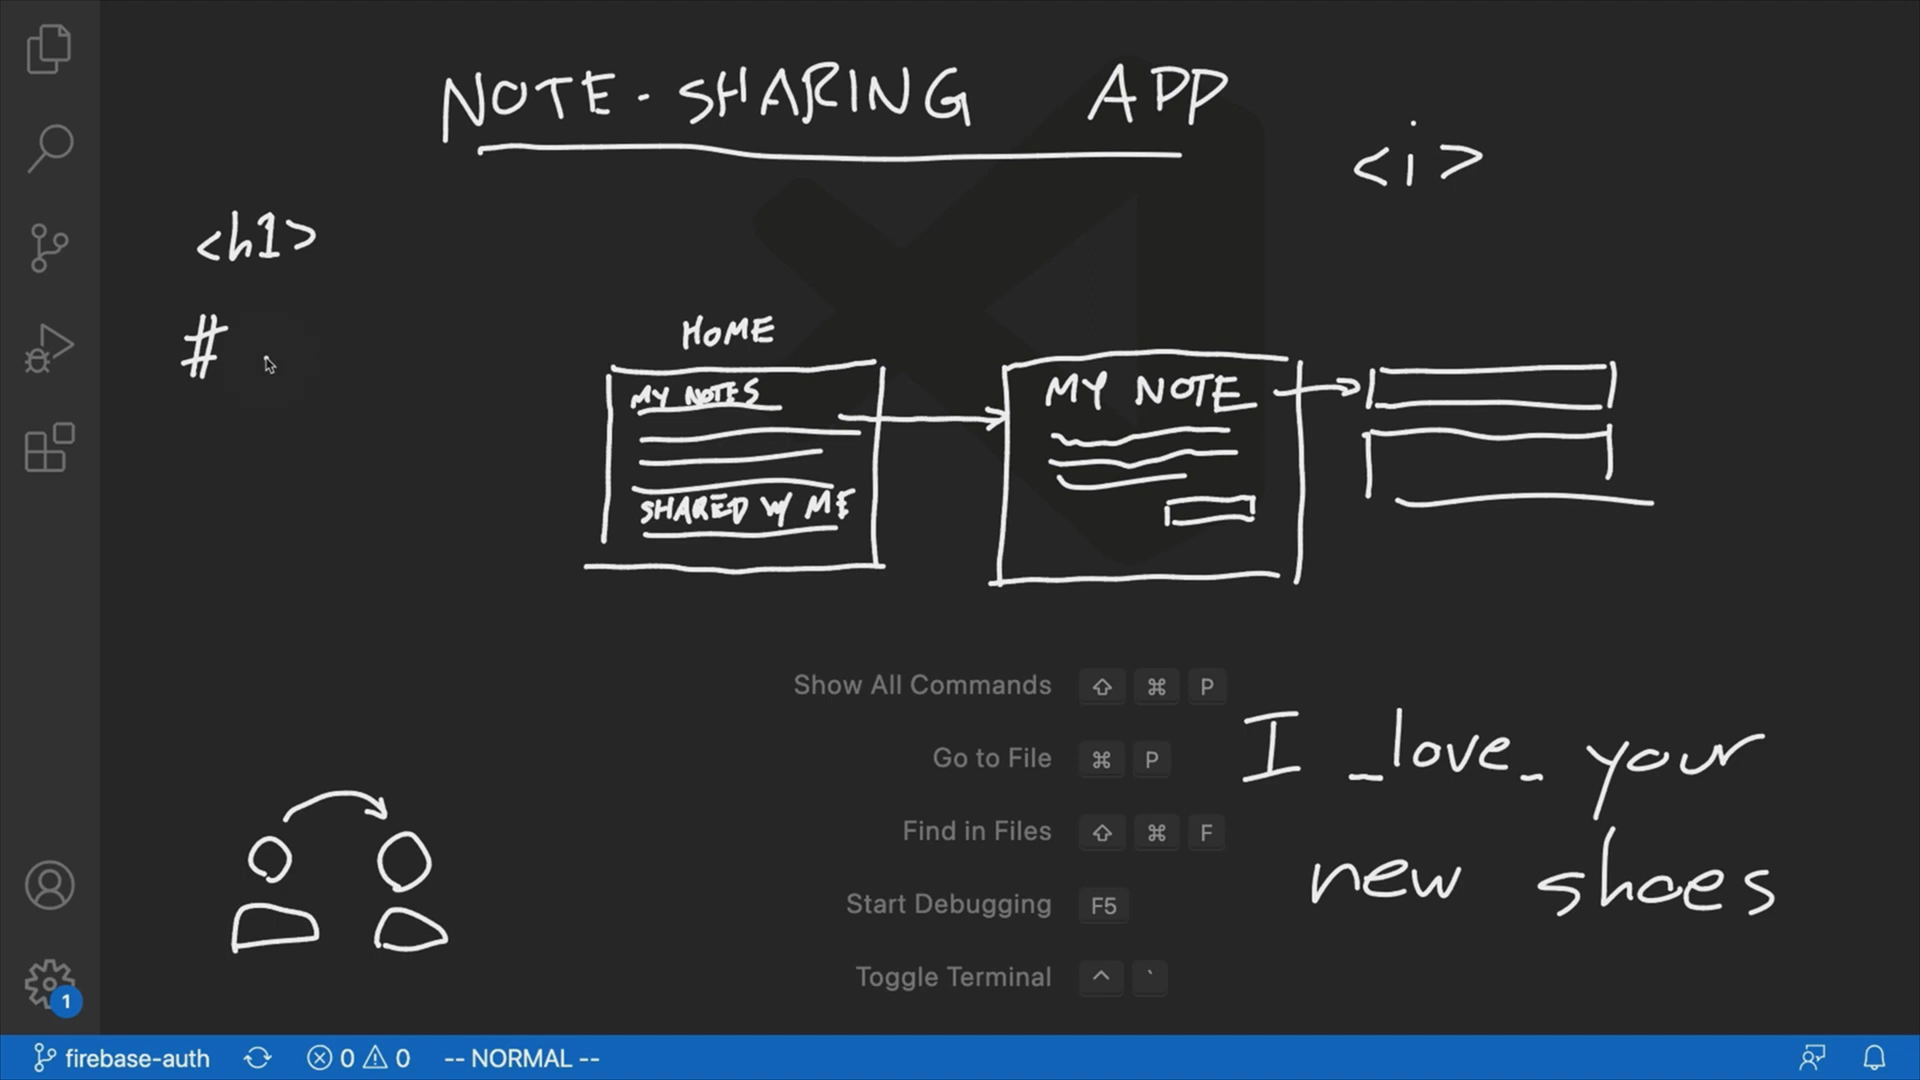 NOTE-SHARING APP
<i>
<h1>
#
HOME
MY NOTES
SHARED W/ ME
MY NOTE
Show All Commands ⇧ ⌘ P
Go to File ⌘ P
Find in Files ⇧ ⌘ F
Start Debugging F5
Toggle Terminal ^ `
I _love_ your
new shoes
1
firebase-auth 0 0 -- NORMAL --